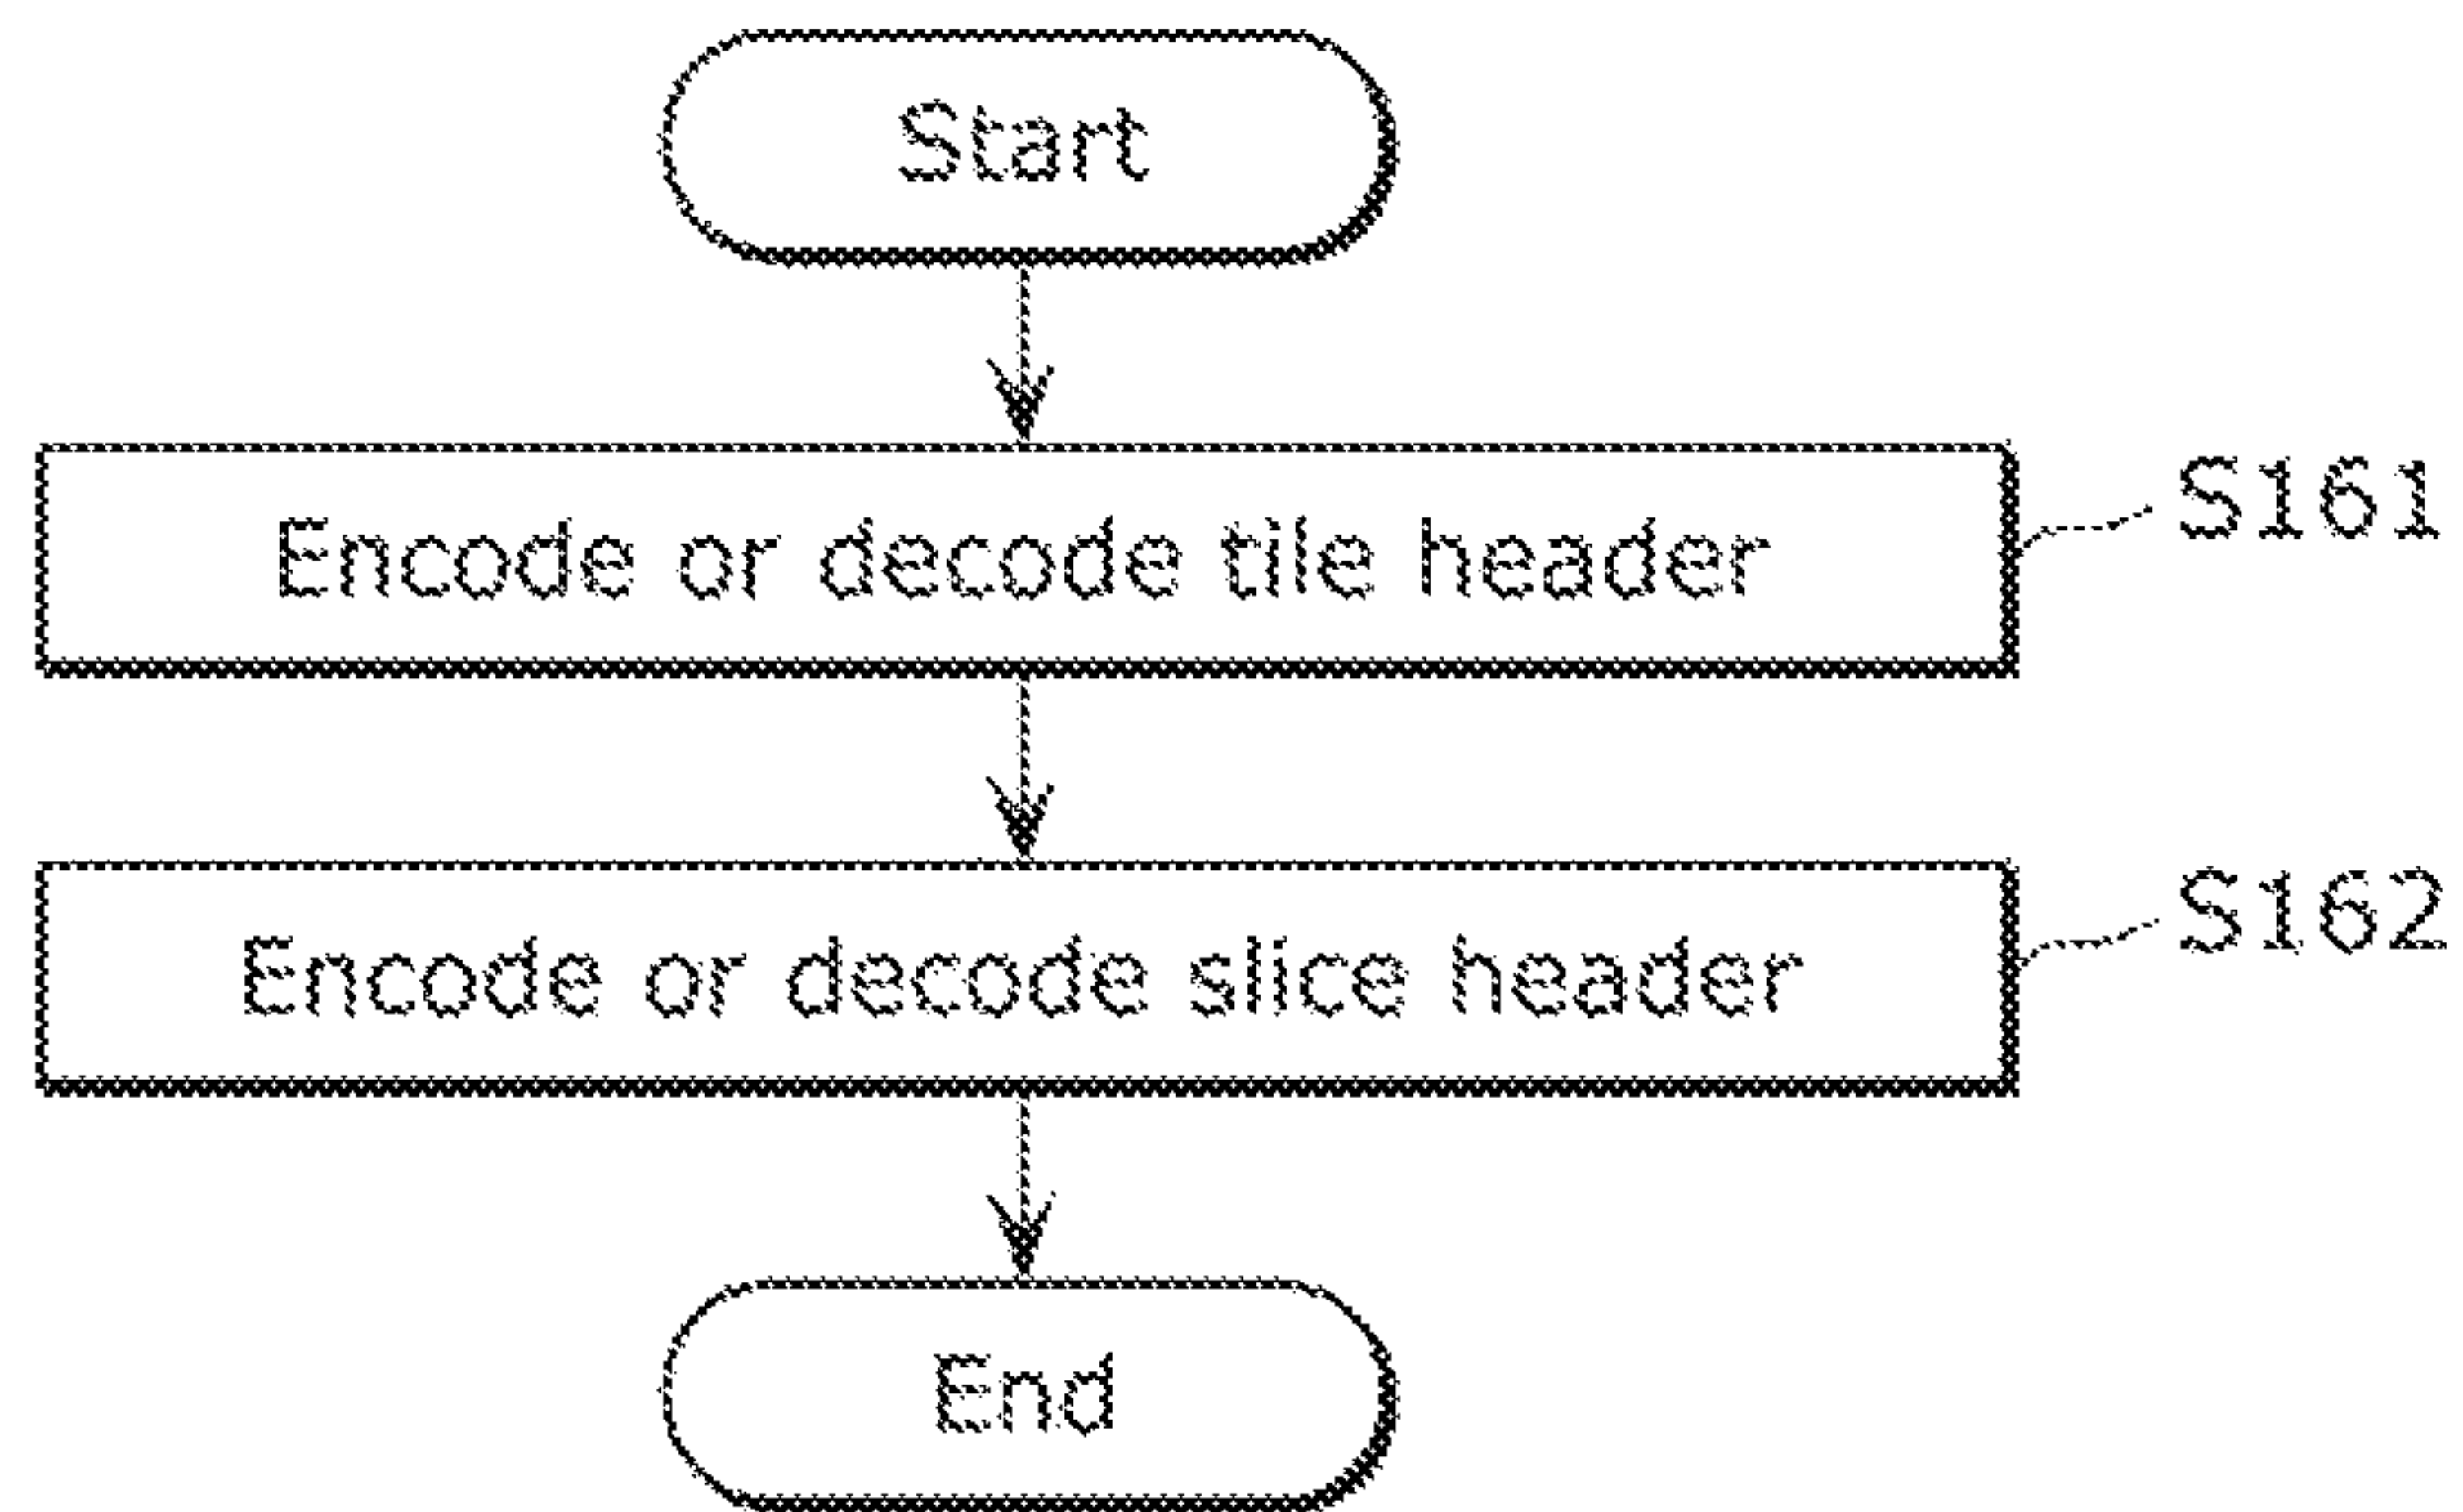 Start
Encode or decode tile header
S161
Encode or decode slice header
S162
End